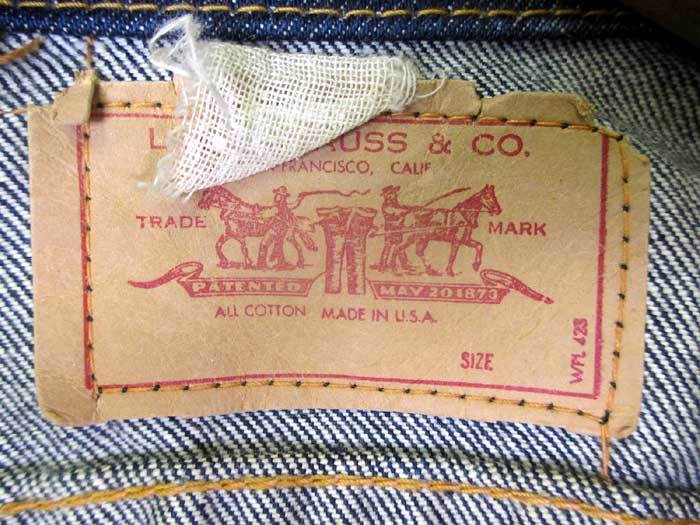 L AUSS & CO.
FRANCISCO, CALIF
TRADE MARK
PATENTED MAY 20 1873
ALL COTTON MADE IN U.S.A.
SIZE
WPL 423